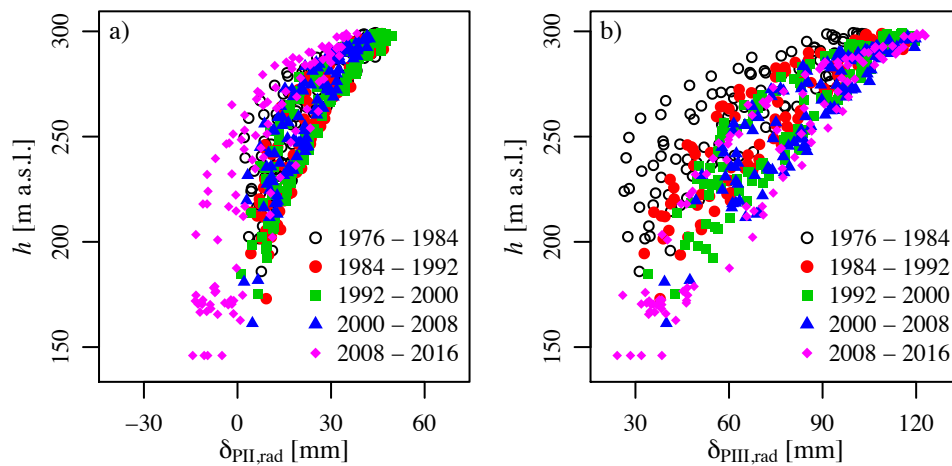 a)
h [m a.s.l.]
300
250
200
150
1976 – 1984
1984 – 1992
1992 – 2000
2000 – 2008
2008 – 2016
−30 0 30 60
δPII,rad [mm]
b)
h [m a.s.l.]
300
250
200
150
1976 – 1984
1984 – 1992
1992 – 2000
2000 – 2008
2008 – 2016
30 60 90 120
δPIII,rad [mm]